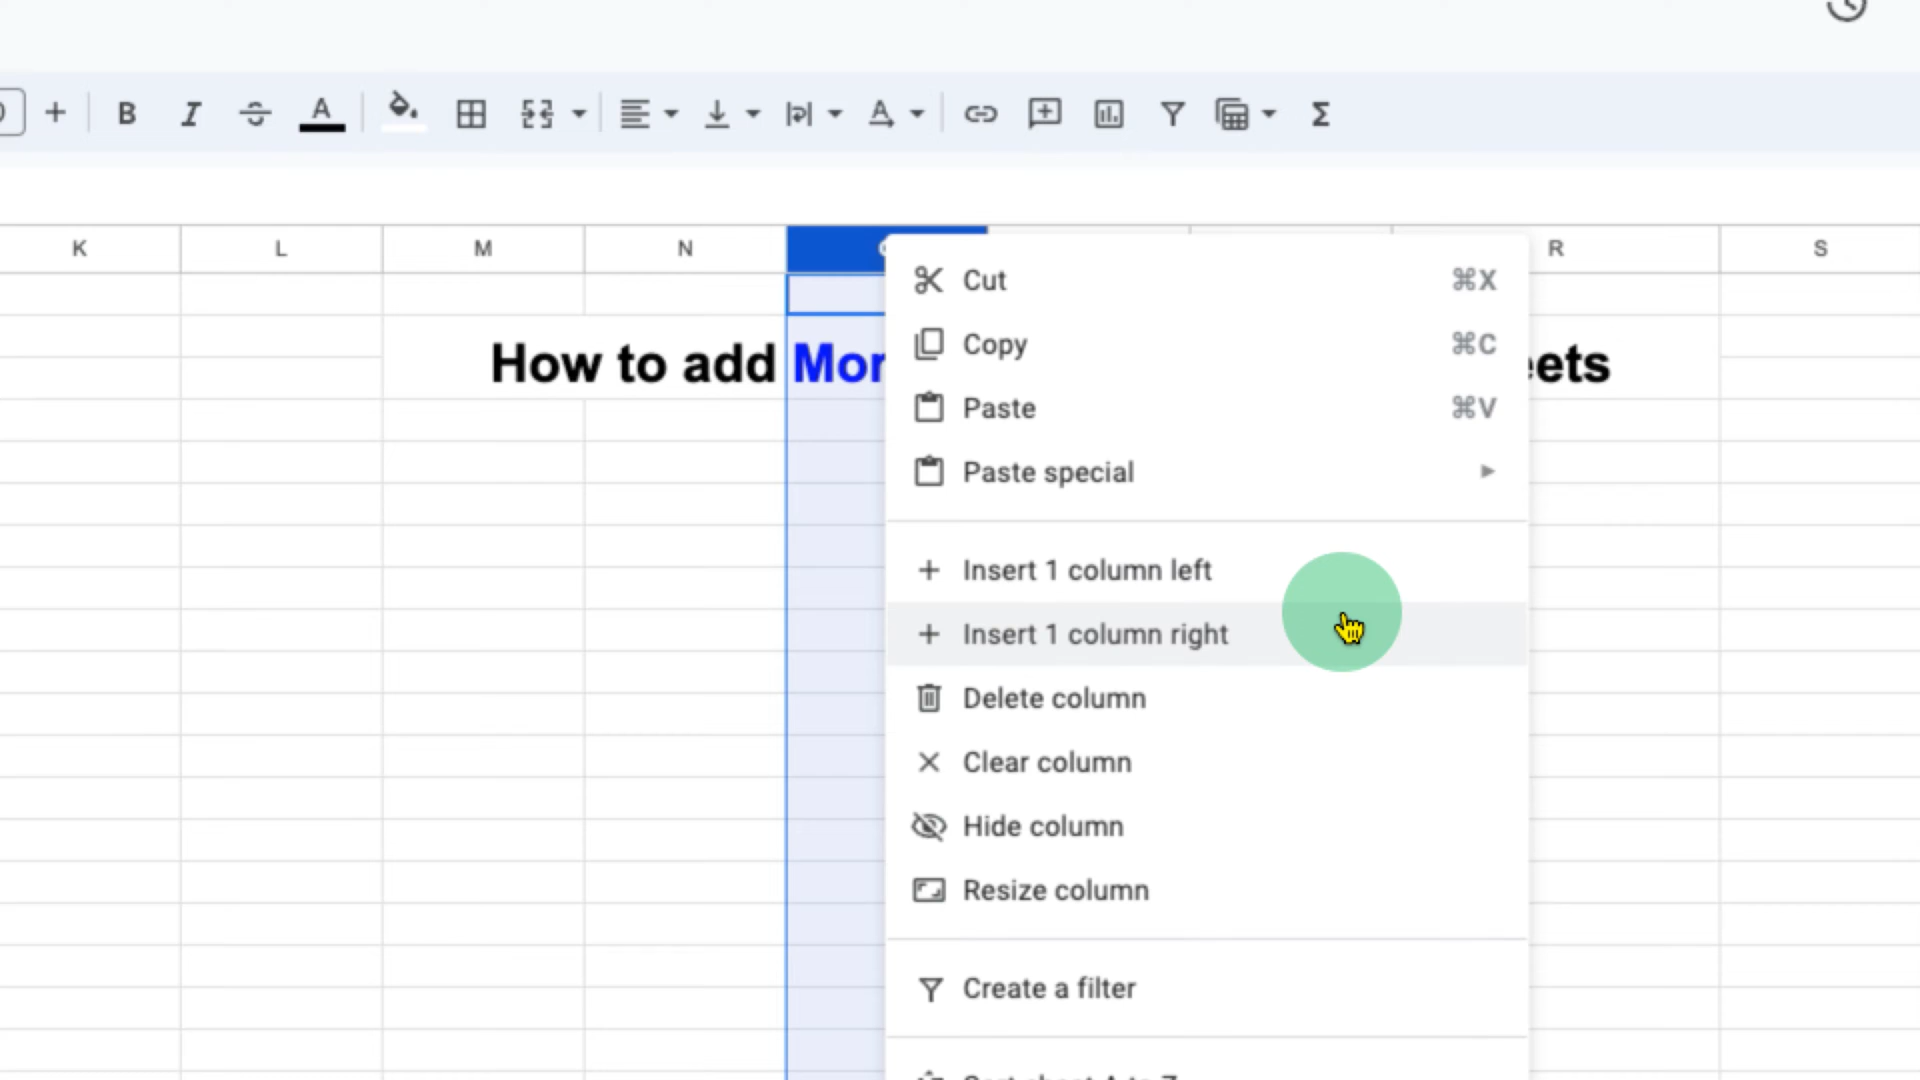 B I A A Σ
K L M N R S
How to add Mor eets
Cut ⌘X
Copy ⌘C
Paste ⌘V
Paste special
Insert 1 column left
Insert 1 column right
Delete column
Clear column
Hide column
Resize column
Create a filter